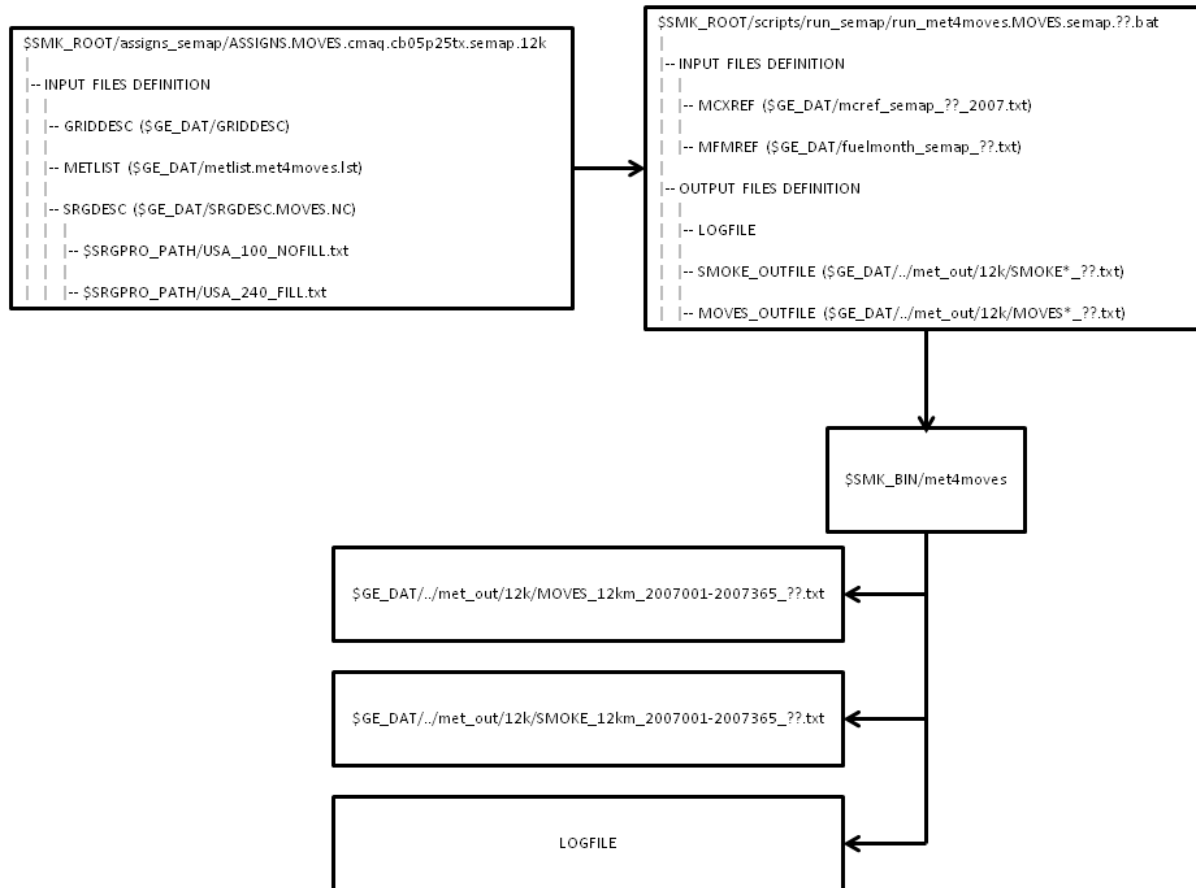 $SMK_ROOT/assigns_semap/ASSIGNS.MOVES.cmaq.cb05p25tx.semap.12k
|-- INPUT FILES DEFINITION
|-- GRIDDESC ($GE_DAT/GRIDDESC)
|-- METLIST ($GE_DAT/metlist.met4moves.lst)
|-- SRGDESC ($GE_DAT/SRGDESC.MOVES.NC)
|-- $SRGPRO_PATH/USA_100_NOFILL.txt
|-- $SRGPRO_PATH/USA_240_FILL.txt
$SMK_ROOT/scripts/run_semap/run_met4moves.MOVES.semap.??.bat
|-- INPUT FILES DEFINITION
|-- MCXREF ($GE_DAT/mcref_semap_??_2007.txt)
|-- MFMREF ($GE_DAT/fuelmonth_semap_??.txt)
|-- OUTPUT FILES DEFINITION
|-- LOGFILE
|-- SMOKE_OUTFILE ($GE_DAT/../met_out/12k/SMOKE*_??.txt)
|-- MOVES_OUTFILE ($GE_DAT/../met_out/12k/MOVES*_??.txt)
$SMK_BIN/met4moves
$GE_DAT/../met_out/12k/MOVES_12km_2007001-2007365_??.txt
$GE_DAT/../met_out/12k/SMOKE_12km_2007001-2007365_??.txt
LOGFILE